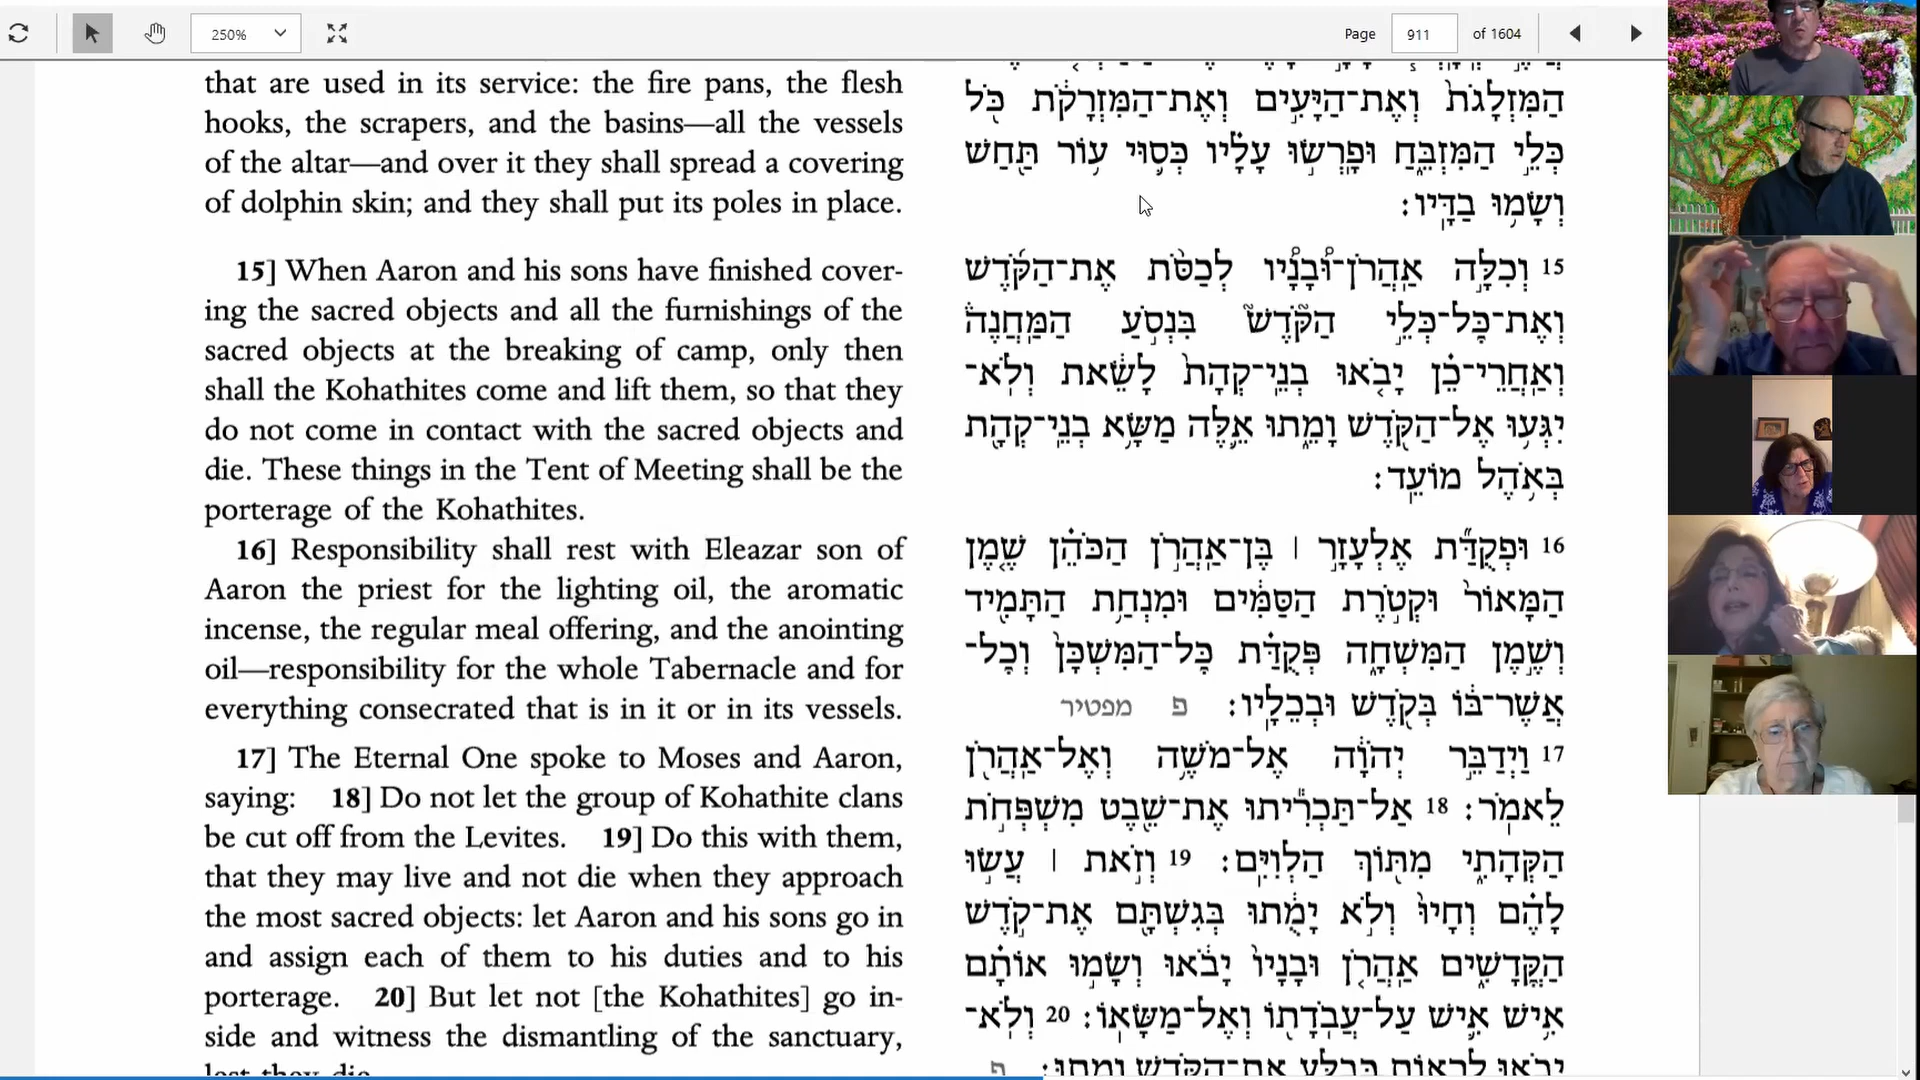 250%
Page 911 of 1604
that are used in its service: the fire pans, the flesh
hooks, the scrapers, and the basins—all the vessels
of the altar—and over it they shall spread a covering
of dolphin skin; and they shall put its poles in place.
15] When Aaron and his sons have finished cover-
ing the sacred objects and all the furnishings of the
sacred objects at the breaking of camp, only then
shall the Kohathites come and lift them, so that they
do not come in contact with the sacred objects and
die. These things in the Tent of Meeting shall be the
porterage of the Kohathites.
16] Responsibility shall rest with Eleazar son of
Aaron the priest for the lighting oil, the aromatic
incense, the regular meal offering, and the anointing
oil—responsibility for the whole Tabernacle and for
everything consecrated that is in it or in its vessels.
17] The Eternal One spoke to Moses and Aaron,
saying: 18] Do not let the group of Kohathite clans
be cut off from the Levites. 19] Do this with them,
that they may live and not die when they approach
the most sacred objects: let Aaron and his sons go in
and assign each of them to his duties and to his
porterage. 20] But let not [the Kohathites] go in-
side and witness the dismantling of the sanctuary,
lest they die.
הַמִּזְלָגֹת֙ וְאֶת־הַיָּעִ֣ים וְאֶת־הַמִּזְרָקֹ֔ת כֹּ֖ל
כְּלֵ֣י הַמִּזְבֵּ֑חַ וּפָרְשׂ֣וּ עָלָ֗יו כְּס֛וּי ע֥וֹר תַּ֖חַשׁ
וְשָׂמ֥וּ בַדָּֽיו׃
15 וְכִלָּ֣ה אַֽהֲרֹן־וּ֠בָנָ֠יו לְכַסֹּ֨ת אֶת־הַקֹּ֜דֶשׁ
וְאֶת־כׇּל־כְּלֵ֣י הַקֹּ֘דֶשׁ֮ בִּנְסֹ֣עַ הַֽמַּחֲנֶה֒
וְאַֽחֲרֵי־כֵ֗ן יָבֹ֤אוּ בְנֵֽי־קְהָת֙ לָשֵׂ֔את וְלֹֽא־
יִגְּע֥וּ אֶל־הַקֹּ֖דֶשׁ וָמֵ֑תוּ אֵ֛לֶּה מַשָּׂ֥א בְנֵֽי־קְהָ֖ת
בְּאֹ֥הֶל מוֹעֵֽד׃
16 וּפְקֻדַּ֞ת אֶלְעָזָ֣ר ׀ בֶּן־אַהֲרֹ֣ן הַכֹּהֵ֗ן שֶׁ֤מֶן
הַמָּאוֹר֙ וּקְטֹ֣רֶת הַסַּמִּ֔ים וּמִנְחַ֥ת הַתָּמִ֖יד
וְשֶׁ֣מֶן הַמִּשְׁחָ֑ה פְּקֻדַּ֗ת כׇּל־הַמִּשְׁכָּן֙ וְכׇל־
אֲשֶׁר־בּ֔וֹ בְּקֹ֖דֶשׁ וּבְכֵלָֽיו׃ פ מפטיר
17 וַיְדַבֵּ֣ר יְהֹוָ֔ה אֶל־מֹשֶׁ֥ה וְאֶֽל־אַהֲרֹ֖ן
לֵאמֹֽר׃ 18 אַל־תַּכְרִ֕יתוּ אֶת־שֵׁ֖בֶט מִשְׁפְּחֹ֣ת
הַקְּהָתִ֑י מִתּ֖וֹךְ הַלְוִיִּֽם׃ 19 וְזֹ֣את ׀ עֲשׂ֣וּ
לָהֶ֗ם וְחָיוּ֙ וְלֹ֣א יָמֻ֔תוּ בְּגִשְׁתָּ֖ם אֶת־קֹ֣דֶשׁ
הַקֳּדָשִׁ֑ים אַהֲרֹ֤ן וּבָנָיו֙ יָבֹ֔אוּ וְשָׂמ֣וּ אוֹתָ֗ם
אִ֥ישׁ אִ֛ישׁ עַל־עֲבֹדָת֖וֹ וְאֶל־מַשָּׂאֽוֹ׃ 20 וְלֹא־
יָבֹ֧אוּ לִרְא֛וֹת כְּבַלַּ֥ע אֶת־הַקֹּ֖דֶשׁ וָמֵֽתוּ׃ פ